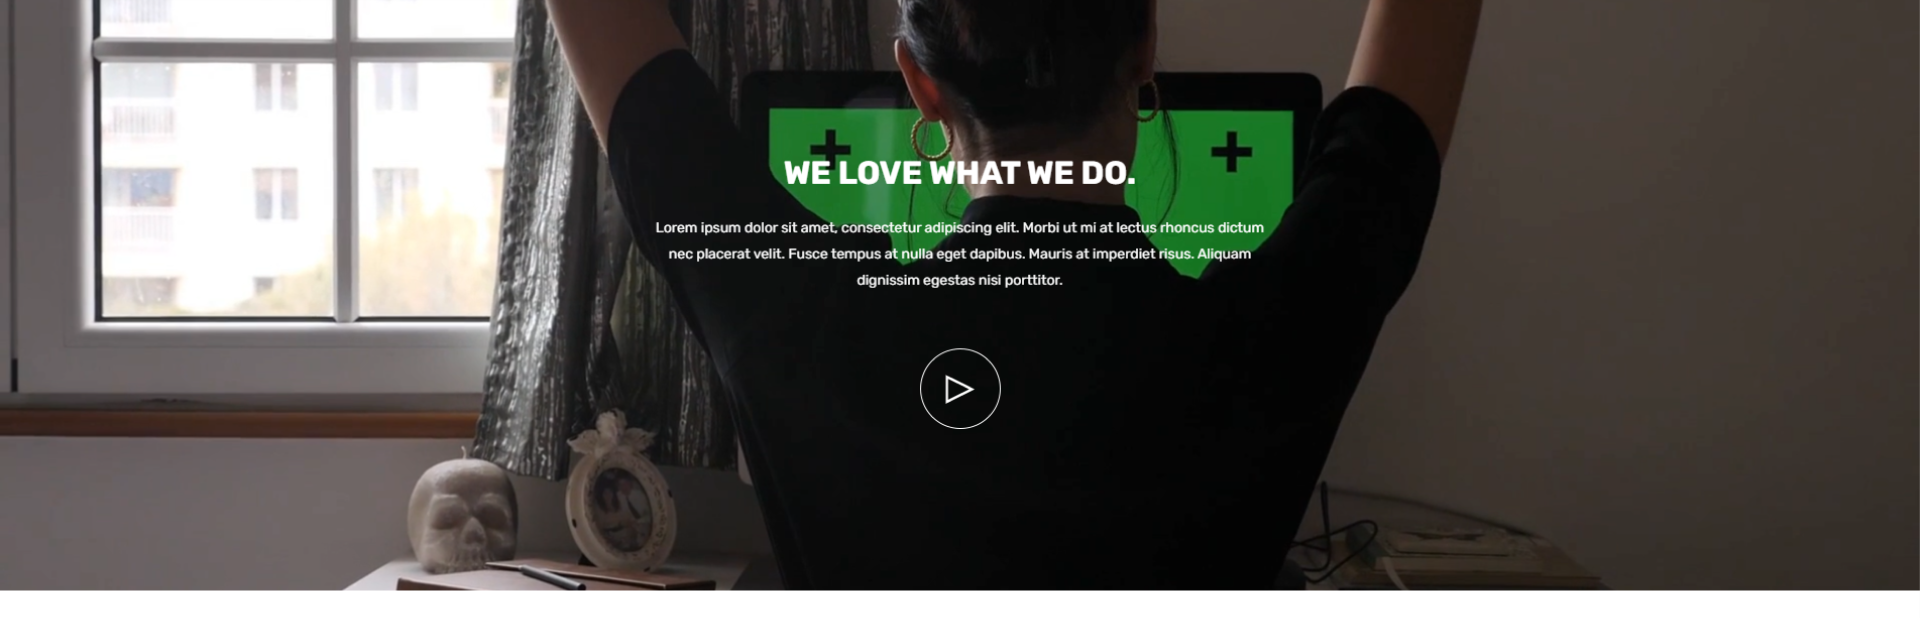 WE LOVE WHAT WE DO.
Lorem ipsum dolor sit amet, consectetur adipiscing elit. Morbi ut mi at lectus rhoncus dictum
nec placerat velit. Fusce tempus at nulla eget dapibus. Mauris at imperdiet risus. Aliquam
dignissim egestas nisi porttitor.